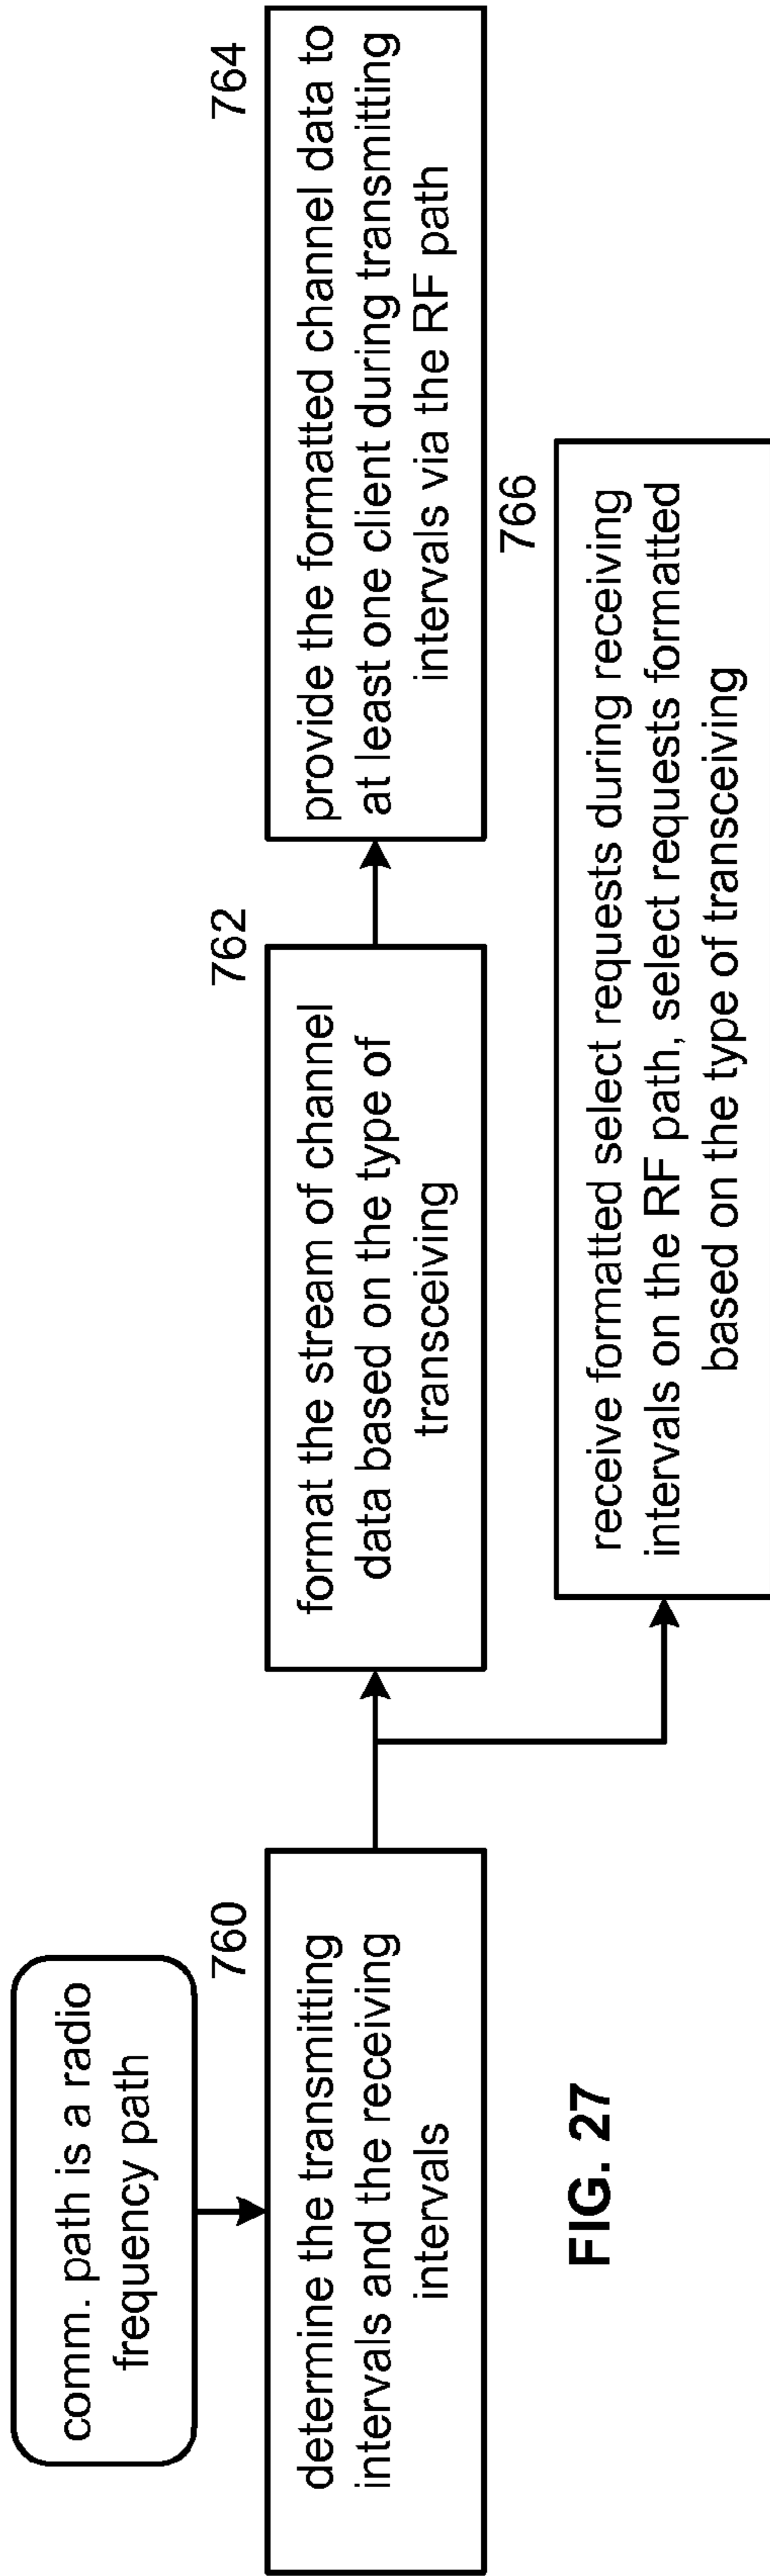 comm. path is a radio
frequency path
760
determine the transmitting
intervals and the receiving
intervals
762
format the stream of channel
data based on the type of
transceiving
764
provide the formatted channel data to
at least one client during transmitting
intervals via the RF path
766
receive formatted select requests during receiving
intervals on the RF path, select requests formatted
based on the type of transceiving
FIG. 27